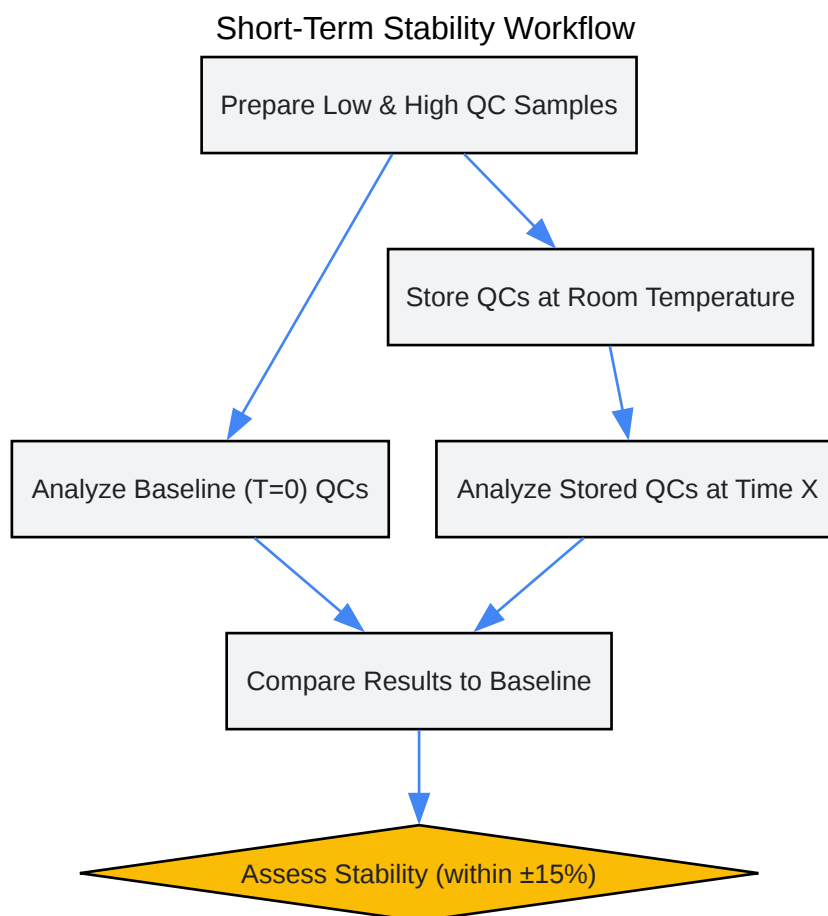 Short-Term Stability Workflow
Prepare Low & High QC Samples
Store QCs at Room Temperature
Analyze Baseline (T=0) QCs
Analyze Stored QCs at Time X
Compare Results to Baseline
Assess Stability (within ±15%)